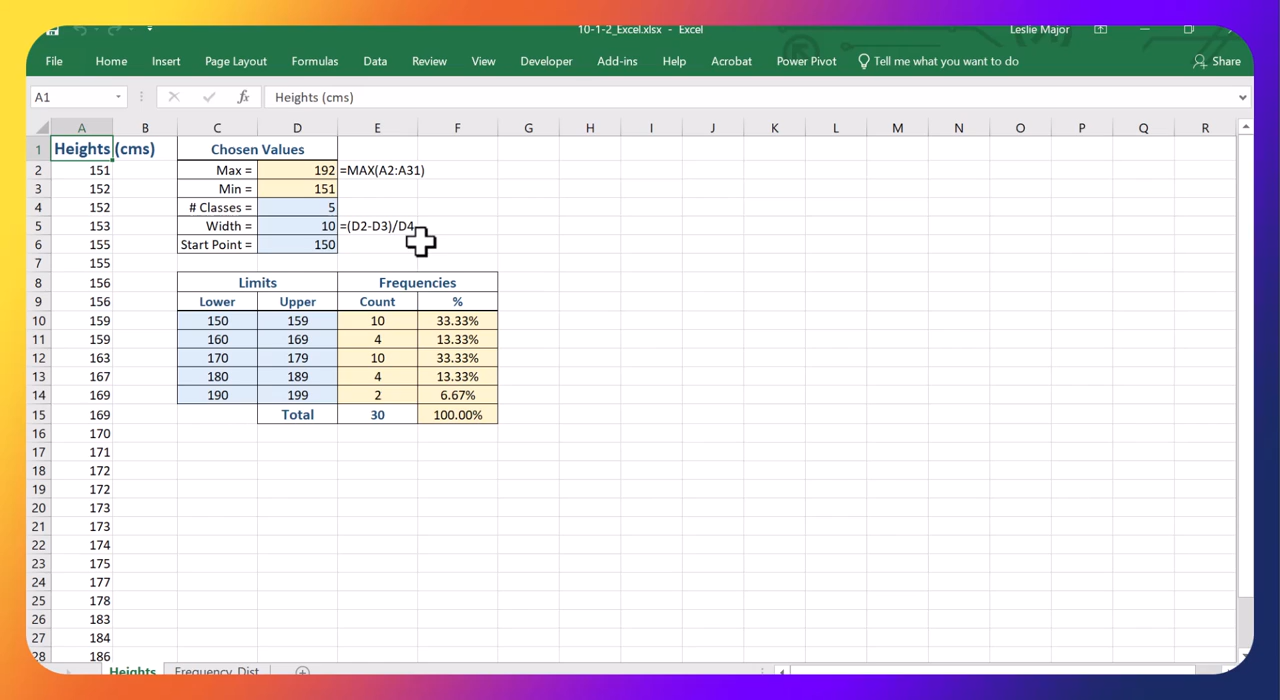 10-1-2_Excel.xlsx - Excel
Leslie Major
File Home Insert Page Layout Formulas Data Review View Developer Add-ins Help Acrobat Power Pivot Tell me what you want to do Share
A1 fx Heights (cms)
A B C D E F G H I J K L M N O P Q R
1 Heights (cms) Chosen Values
2 151 Max = 192 =MAX(A2:A31)
3 152 Min = 151
4 152 # Classes = 5
5 153 Width = 10 =(D2-D3)/D4
6 155 Start Point = 150
7 155
8 156 Limits Frequencies
9 156 Lower Upper Count %
10 159 150 159 10 33.33%
11 159 160 169 4 13.33%
12 163 170 179 10 33.33%
13 167 180 189 4 13.33%
14 169 190 199 2 6.67%
15 169 Total 30 100.00%
16 170
17 171
18 172
19 172
20 173
21 173
22 174
23 175
24 177
25 178
26 183
27 184
28 186
Heights Frequency_Dist